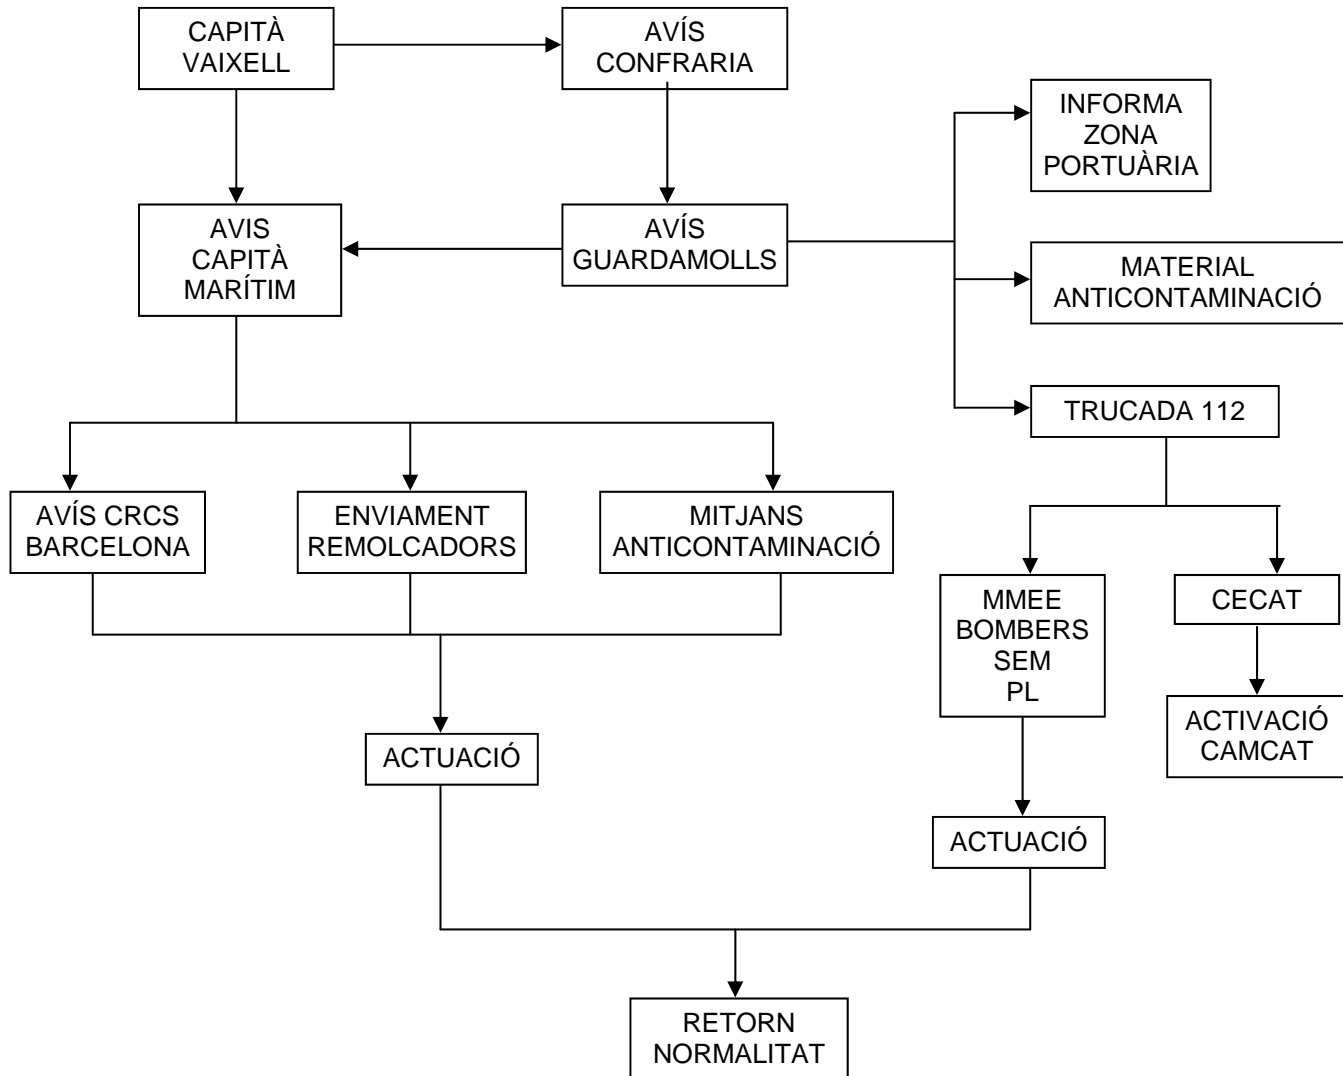 CAPITÀ
VAIXELL
AVÍS
CONFRARIA
INFORMA
ZONA
PORTUÀRIA
AVIS
CAPITÀ
MARÍTIM
AVÍS
GUARDAMOLLS
MATERIAL
ANTICONTAMINACIÓ
TRUCADA 112
AVÍS CRCS
BARCELONA
ENVIAMENT
REMOLCADORS
MITJANS
ANTICONTAMINACIÓ
MMEE
BOMBERS
SEM
PL
CECAT
ACTIVACIÓ
CAMCAT
ACTUACIÓ
ACTUACIÓ
RETORN
NORMALITAT